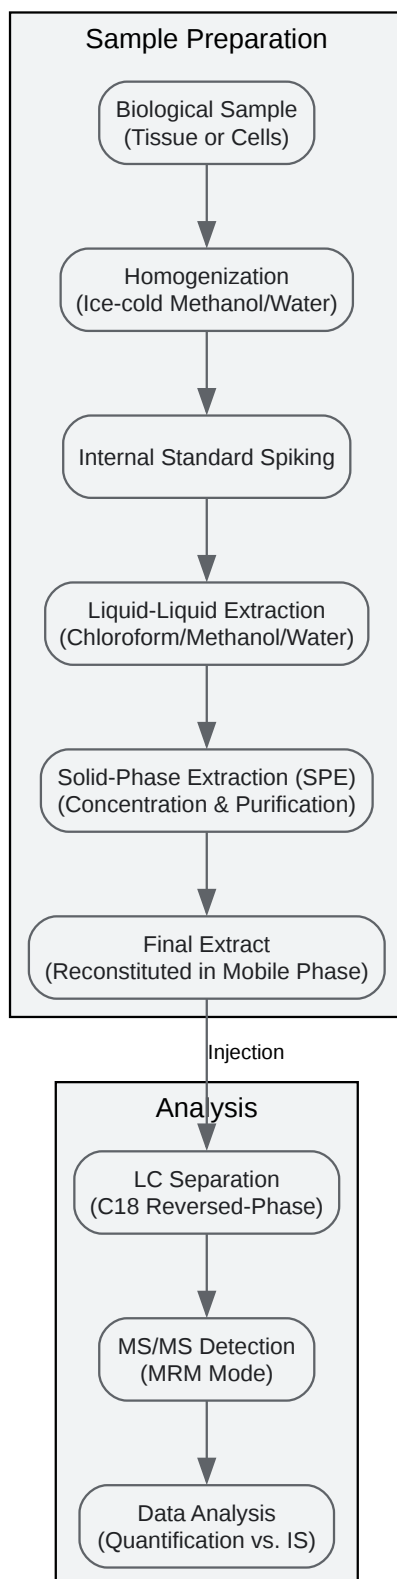 Sample Preparation
Biological Sample
(Tissue or Cells)
Homogenization
(Ice-cold Methanol/Water)
Internal Standard Spiking
Liquid-Liquid Extraction
(Chloroform/Methanol/Water)
Solid-Phase Extraction (SPE)
(Concentration & Purification)
Final Extract
(Reconstituted in Mobile Phase)
Injection
Analysis
LC Separation
(C18 Reversed-Phase)
MS/MS Detection
(MRM Mode)
Data Analysis
(Quantification vs. IS)